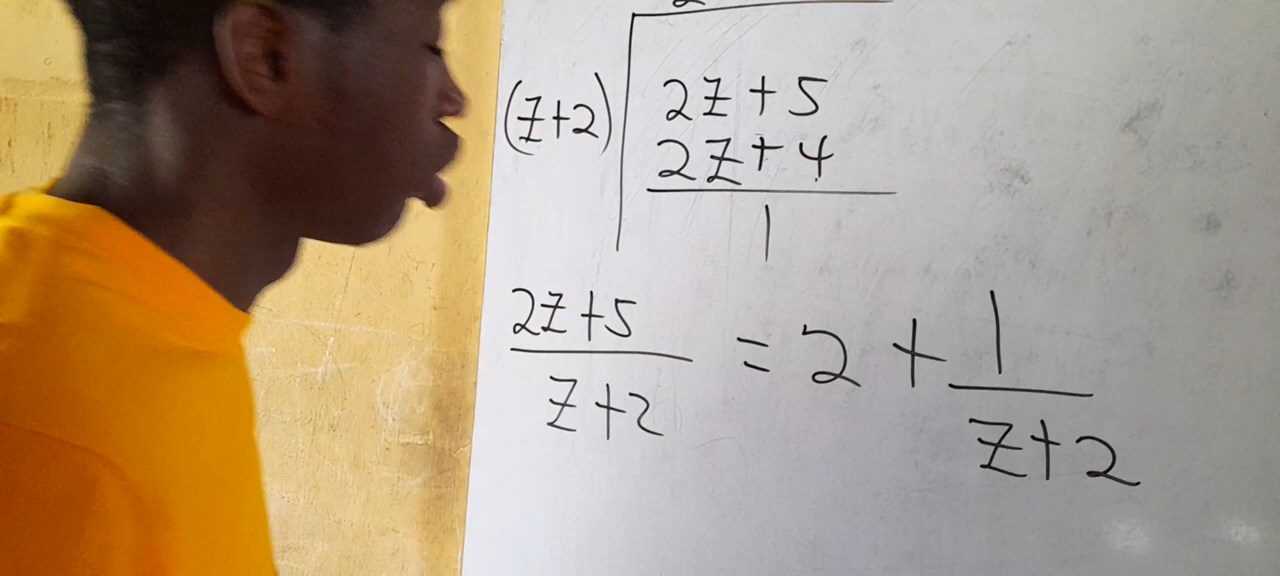 (z+2) 2z+5
2z+4
1
2z+5 / z+2 = 2 + 1 / z+2